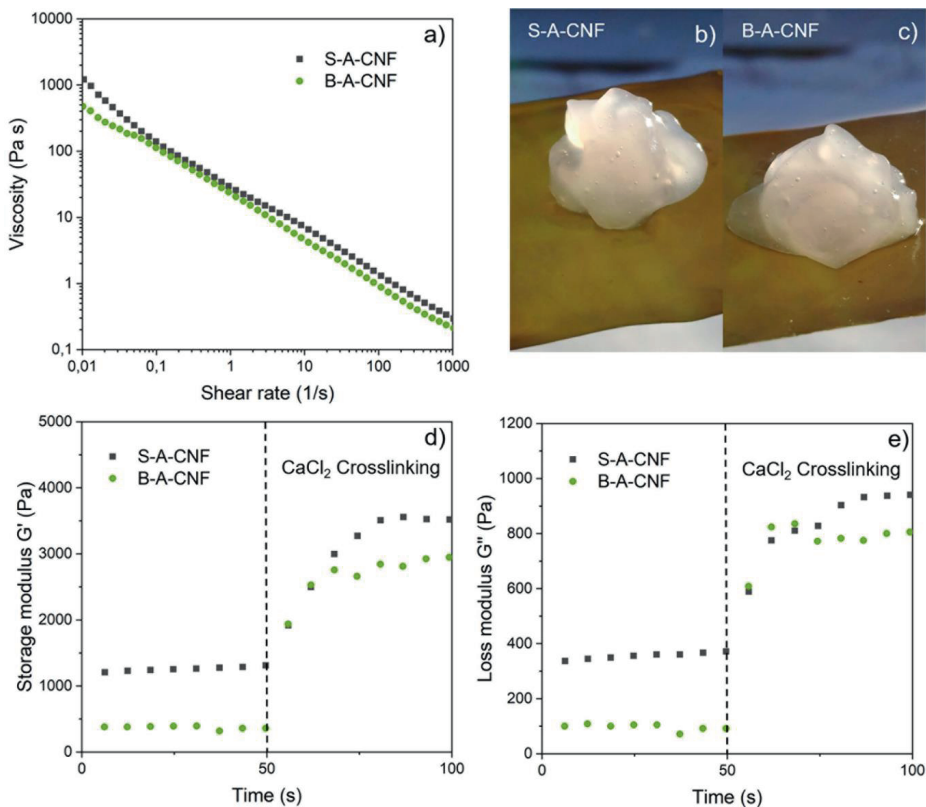 a)
S-A-CNF
B-A-CNF
Viscosity (Pa s)
1000
100
10
1
0,1
0,01
0,1
1
10
100
1000
Shear rate (1/s)
S-A-CNF
b)
B-A-CNF
c)
d)
S-A-CNF
B-A-CNF
CaCl₂ Crosslinking
Storage modulus G' (Pa)
5000
4000
3000
2000
1000
0
0
50
100
Time (s)
e)
S-A-CNF
B-A-CNF
CaCl₂ Crosslinking
Loss modulus G" (Pa)
1200
1000
800
600
400
200
0
0
50
100
Time (s)